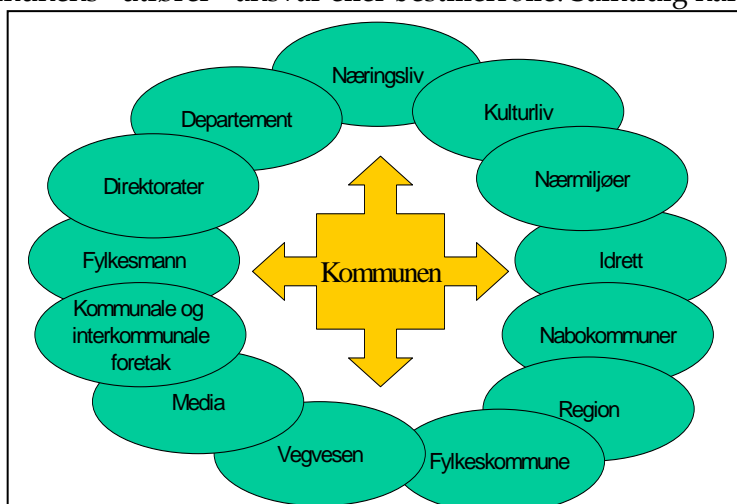 Næringsliv
Kulturliv
Nærmiljøer
Idrett
Nabokommuner
Region
Fylkeskommune
Vegvesen
Media
Kommunale og
interkommunale
foretak
Fylkesmann
Direktorater
Departement
Kommunen